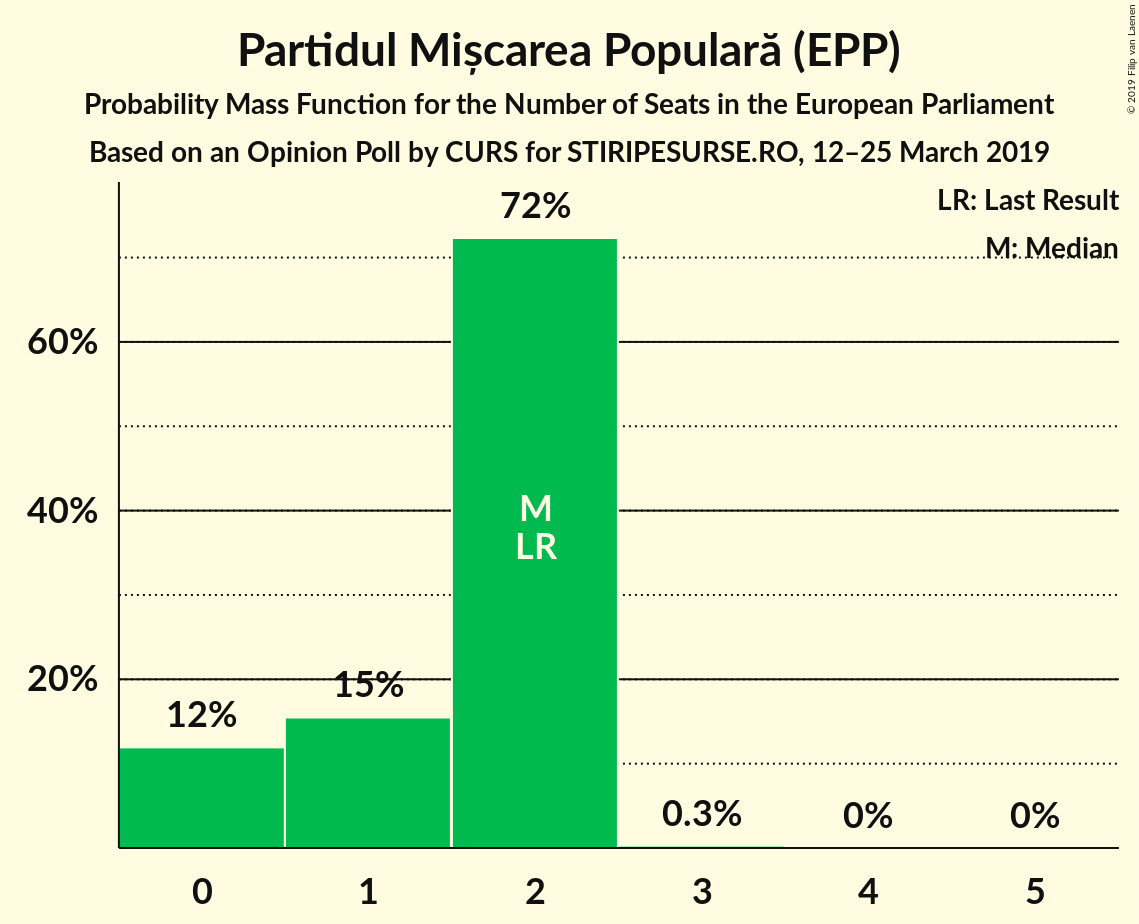 Partidul Mișcarea Populară (EPP)
Probability Mass Function for the Number of Seats in the European Parliament
Based on an Opinion Poll by CURS for STIRIPESURSE.RO, 12–25 March 2019
© 2019 Filip van Laenen
LR: Last Result
M: Median
72%
60%
40%
20%
M
LR
15%
12%
0.3%
0%
0%
0 1 2 3 4 5